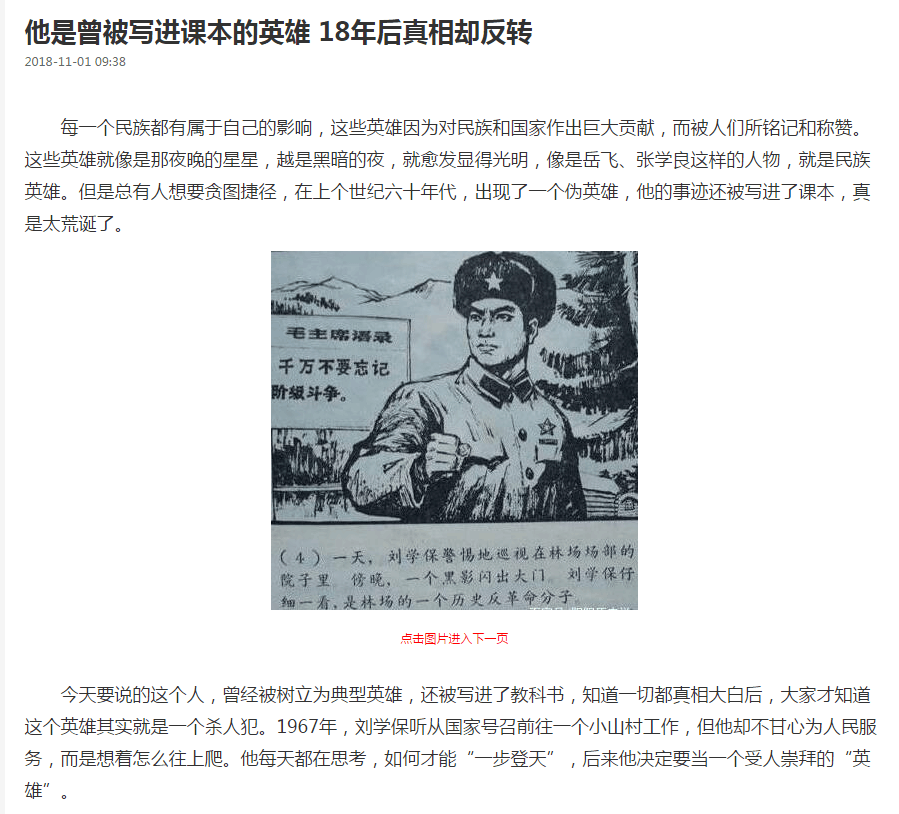 他是曾被写进课本的英雄 18年后真相却反转
2018-11-01 09:38
每一个民族都有属于自己的影响，这些英雄因为对民族和国家作出巨大贡献，而被人们所铭记和称赞。
这些英雄就像是那夜晚的星星，越是黑暗的夜，就愈发显得光明，像是岳飞、张学良这样的人物，就是民族
英雄。但是总有人想要贪图捷径，在上个世纪六十年代，出现了一个伪英雄，他的事迹还被写进了课本，真
是太荒诞了。
毛主席语录
千万不要忘记
阶级斗争。
（4）一天，刘学保警惕地巡视在林场场部的
院子里 傍晚，一个黑影闪出大门 刘学保仔
细一看，是林场的一个历史反革命分子。
点击图片进入下一页
今天要说的这个人，曾经被树立为典型英雄，还被写进了教科书，知道一切都真相大白后，大家才知道
这个英雄其实就是一个杀人犯。1967年，刘学保听从国家号召前往一个小山村工作，但他却不甘心为人民服
务，而是想着怎么往上爬。他每天都在思考，如何才能“一步登天”，后来他决定要当一个受人崇拜的“英
雄”。